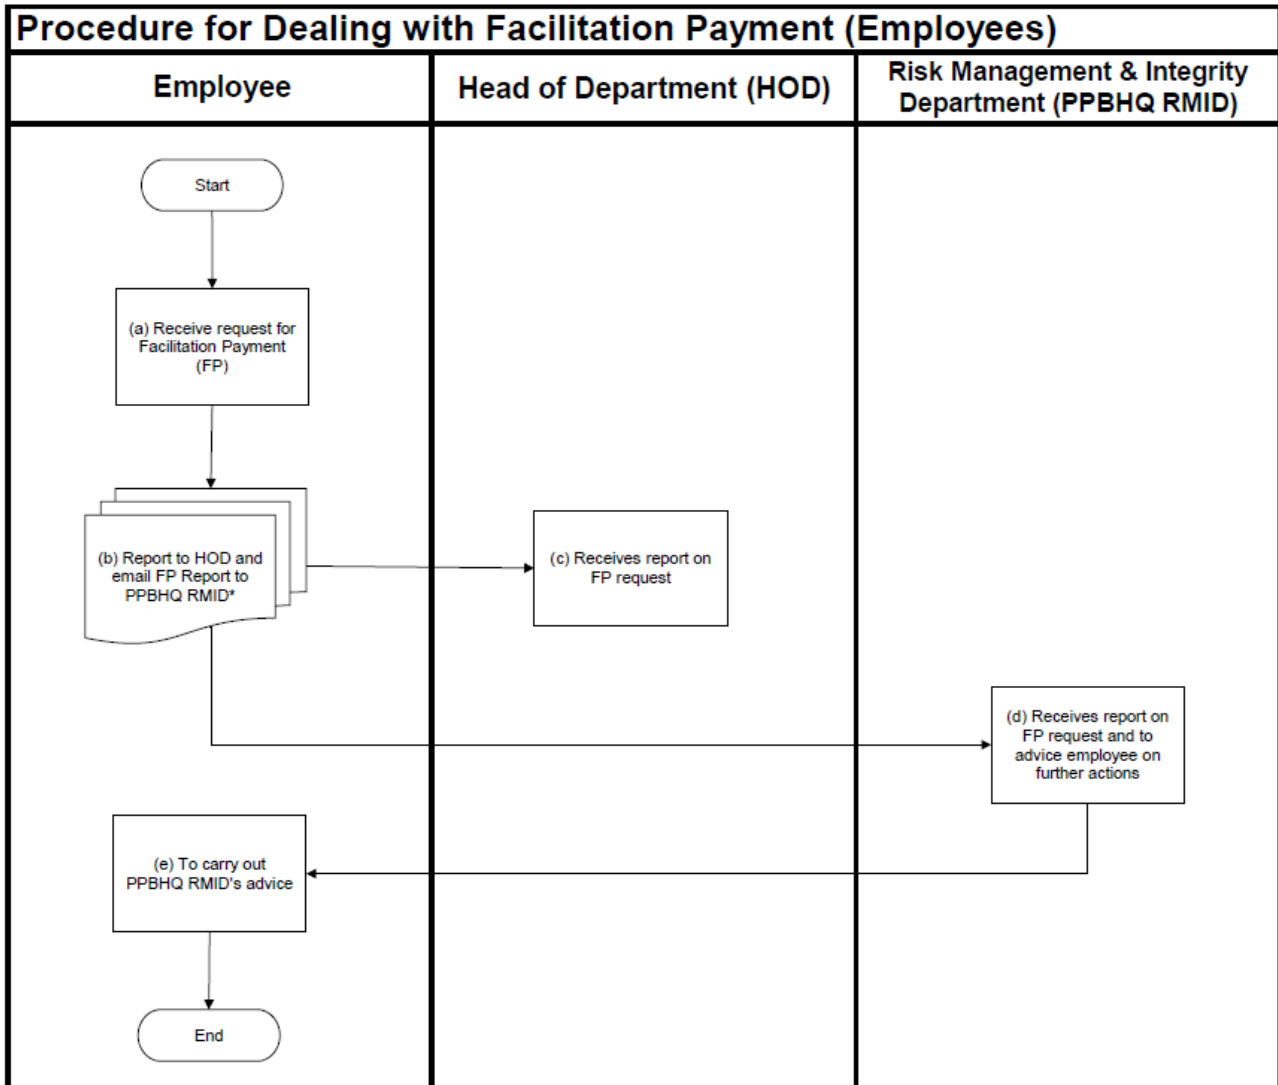 Procedure for Dealing with Facilitation Payment (Employees)
Employee
Head of Department (HOD)
Risk Management & Integrity
Department (PPBHQ RMID)
Start
(a) Receive request for
Facilitation Payment
(FP)
(b) Report to HOD and
email FP Report to
PPBHQ RMID*
(c) Receives report on
FP request
(d) Receives report on
FP request and to
advice employee on
further actions
(e) To carry out
PPBHQ RMID's advice
End